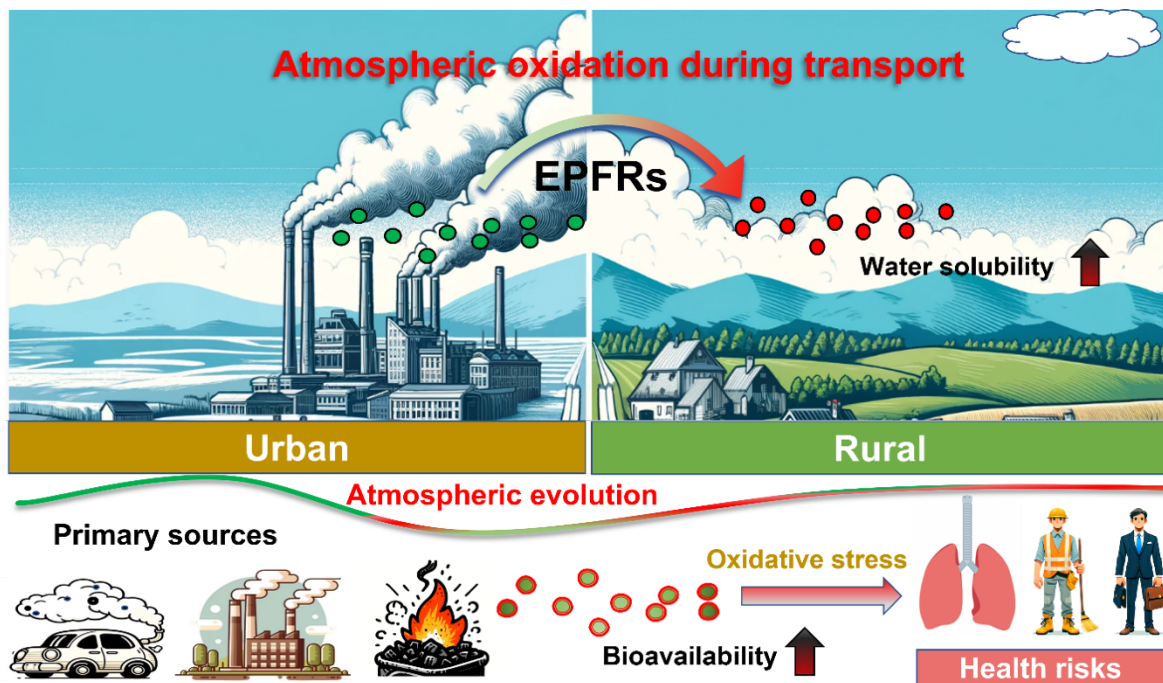 Atmospheric oxidation during transport
EPFRs
Water solubility
Urban
Rural
Atmospheric evolution
Primary sources
Oxidative stress
Bioavailability
Health risks